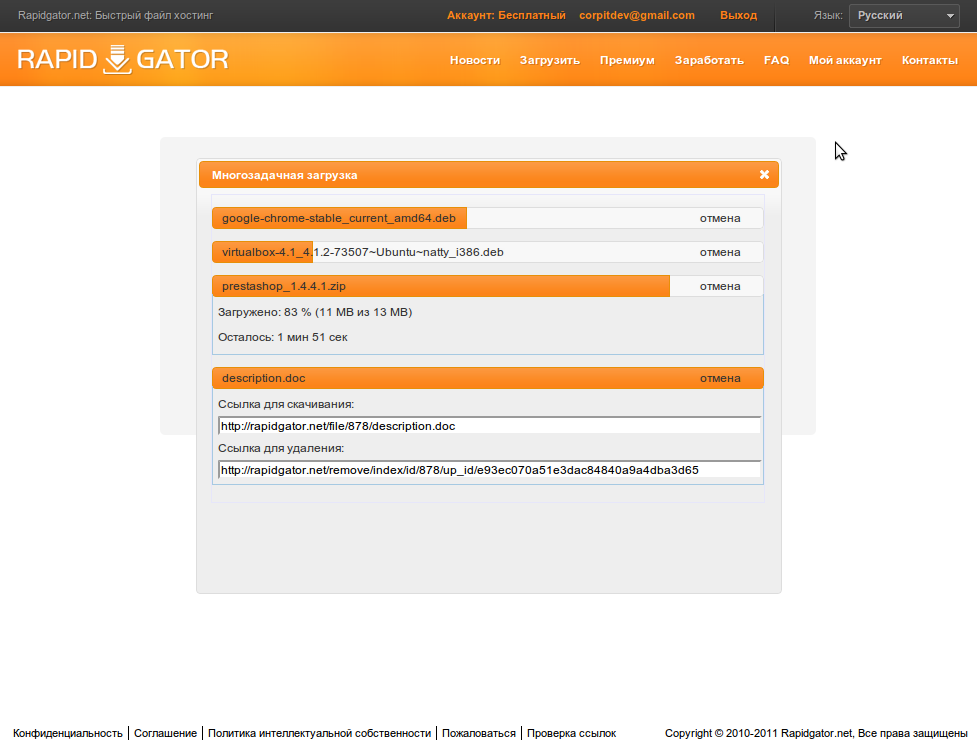 Rapidgator.net: Быстрый файл хостинг Аккаунт: Бесплатный corpitdev@gmail.com Выход Язык: Русский
RAPID GATOR Новости Загрузить Премиум Заработать FAQ Мой аккаунт Контакты
Многозадачная загрузка
google-chrome-stable_current_amd64.deb отмена
virtualbox-4.1_4.1.2-73507~Ubuntu~natty_i386.deb отмена
prestashop_1.4.4.1.zip отмена
Загружено: 83 % (11 MB из 13 MB)
Осталось: 1 мин 51 сек
description.doc отмена
Ссылка для скачивания:
http://rapidgator.net/file/878/description.doc
Ссылка для удаления:
http://rapidgator.net/remove/index/id/878/up_id/e93ec070a51e3dac84840a9a4dba3d65
Конфиденциальность Соглашение Политика интеллектуальной собственности Пожаловаться Проверка ссылок Copyright © 2010-2011 Rapidgator.net, Все права защищены